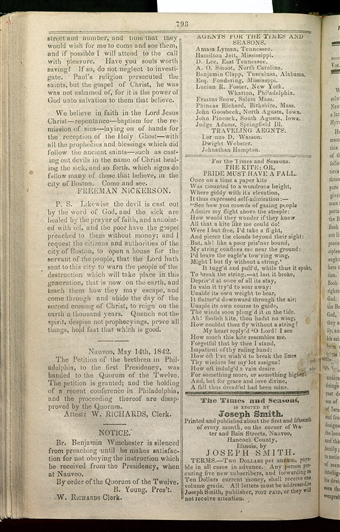 798
street and number, and turn that they
would wish for me to come and see them,
and if possible I will attend to the call
with pleasure. Have you souls worth
saving? If so, do not neglect to investi-
gate. Paul's religion persecuted the
saints, but the gospel of Christ, he was
was not ashamed of, for it is the power of
God unto salvation to them that believe.
We believe in faith the Lord Jesus
Christ—repentance—baptism for the re-
mission of sins—laying on of hands for
the reception of the Holy Ghost—with
all the prophecies and blessings which did
follow the ancient saints—such as cast-
ing out devils in the name of Christ heal-
ing the sick, and so forth, which signs do
follow many of those that believe, in the
city of Boston. Come and see.
FREEMAN NICKERSON.
P. S. Likewise the devil is cast out
by the word of God, and the sick are
healed by the prayer of faith, and annoint-
ed with oil, and the poor have the gospel
preached to them without money; and I
request the citizens and authorities of the
city of Boston, to open a house for the
servant of the people, that the Lord hath
sent to this city to warn the people of the
destruction which will take place in this
generation, that is now on the earth, and
teach them how they may escape, and
come through and abide the day of the
second coming of Christ, to reign on the
earth a thousand years. Quench not the
spirit, despise not prophecyings, prove all
things, hold fast that which is good.
Nauvoo, May 14th, 1842.
The Petition of the brethren in Phil-
adelphia, to the first Presidency, was
handed to the Quorum of the Twelve.
The petition is granted; and the holding
of a recent conference in Philadelphia,
and the proceeding thereof are disap-
proved by the Quorum.
Attest W. RICHARDS, Clerk.
NOTICE.
Br. Benjamin Winchester is silenced
from preaching until he makes satisfac-
tion for not obeying the instruction which
he received from the Presidency, when
at Nauvoo.
By order of the Quorum of the Twelve.
B. Young, Pres't.
W. Richards Clerk.
AGENTS FOR THE TIMES AND
SEASONS.
Amasa Lyman, Tennessee.
Hamilton Jett, Mississippi.
D. Lee, East Tennessee.
A. O. Smoot, North Carolina,
Benjamin Clapp, Tuscaloosa, Alabama,
Esq. Fondering, Mississippi.
Lucian R. Foster, New York.
Wharton, Philadelphia,
Erastus Snow, Salem Mass.
Phineas Richard, Berkshire, Mass.
John Goosbeck, North Agusta, Iowa.
John Pincock, South Agusta, Iowa.
Judge Adams, Springfield Ill.
TRAVELING AEGNTS.
Lorenzo D. Wasson.
Dwight Webster.
Johnathan Hampton.
For the Times and Seasons.
THE KITE; OR,
PRIDE MUST HAVE A FALL.
Once on a time a paper kite
Was mounted to a wondrous height,
Where giddy with its elevation,
It thus expressed self-admiration:—
"See how yon crowds of gazing people
Admire my flight above the steeple:
How would they wonder if they knew
All that a kite like me could do!
Were I but free, I'd take a flight,
And pierce the clouds beyond their sight:
But, ah! like a poor pris'ner bound,
My string confines me near the ground:
I'd brave the eagle's tow'ring wing,
Might I but fly without a string."
It tugg'd and pull'd, while thus it spoke,
To break the string—at last it broke,
Depriv'd at once of all its stay,
In vain it try'd to soar away:
Unable its own weight to bear,
It flutter'd downward through the air;
Unable its own course to guide,
The winds soon plung'd it in the tide.
Ah! foolish kite, thou hadst no wing,
How couldst thou fly without a string?
My heart reply'd "O Lord! I see
How much this kite resembles me.
Forgetful that by thee I stand,
Impatient of thy ruling hand:
How oft I've wish'd to break the lines
Thy wisdom for my lot assigns!
How oft indulg'd a vain desire
For something more, or something higher!
And, but for grace and love divine,
A fall thus dreadful had been mine.
The Times and Seasons,
IS EDITED BY
Joseph Smith.
Printed and published about the first and fifteenth
of every month, on the corner of Wa-
ter and Bain Streets, Nauvoo,
Hancock County,
Illinois, by
JOSEPH SMITH.
TERMS.—Two Dollars per annum, paya-
ble in all cases in advance. Any person pro-
curing five new subscribers, and forwarding us
Ten Dollars current money, shall receive one
volume gratis. All letters must be addressed to
Joseph Smith, publisher, post paid, or they will
not receive attention.